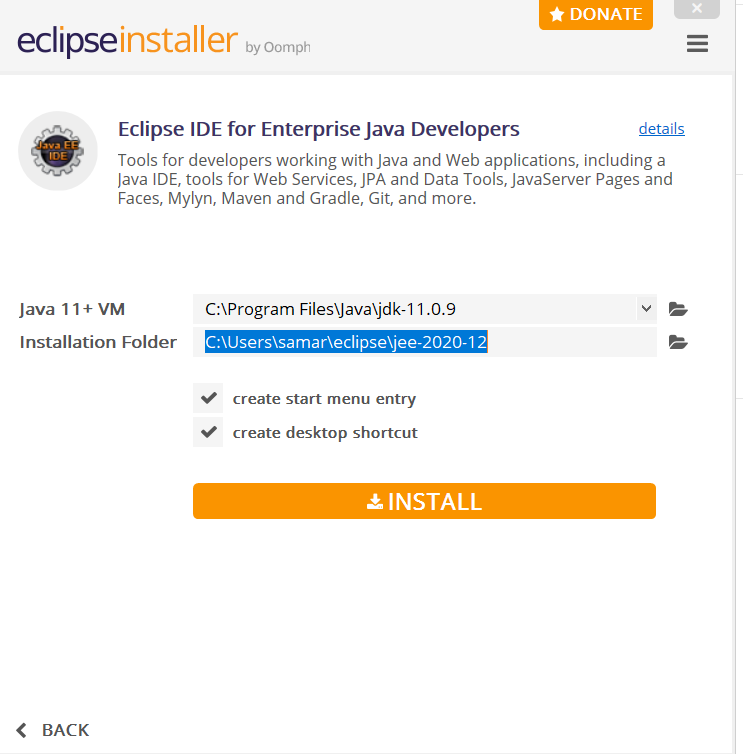 DONATE
eclipseinstaller by Oomph
Java EE
IDE
Eclipse IDE for Enterprise Java Developers
details
Tools for developers working with Java and Web applications, including a
Java IDE, tools for Web Services, JPA and Data Tools, JavaServer Pages and
Faces, Mylyn, Maven and Gradle, Git, and more.
Java 11+ VM
C:\Program Files\Java\jdk-11.0.9
Installation Folder
C:\Users\samar\eclipse\jee-2020-12
create start menu entry
create desktop shortcut
INSTALL
BACK